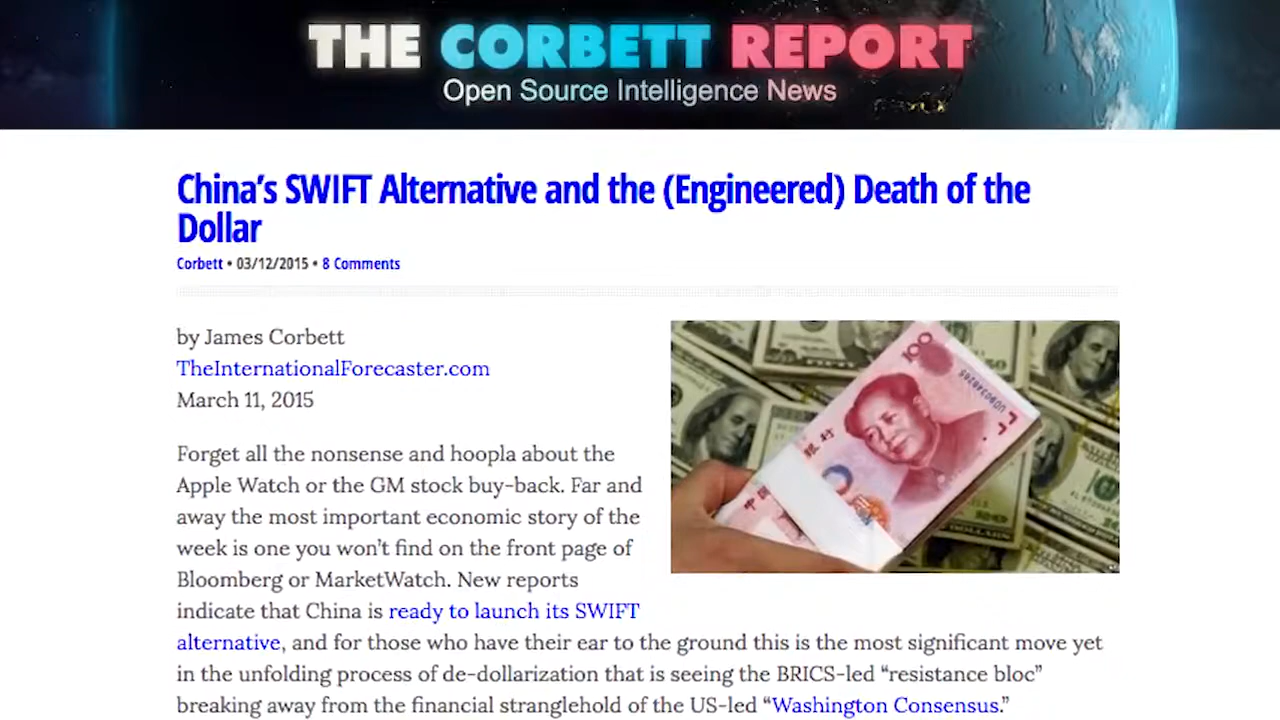 THE CORBETT REPORT
Open Source Intelligence News
China’s SWIFT Alternative and the (Engineered) Death of the
Dollar
Corbett • 03/12/2015 • 8 Comments
by James Corbett
TheInternationalForecaster.com
March 11, 2015
100
Forget all the nonsense and hoopla about the
Apple Watch or the GM stock buy-back. Far and
away the most important economic story of the
week is one you won’t find on the front page of
Bloomberg or MarketWatch. New reports
indicate that China is ready to launch its SWIFT
alternative, and for those who have their ear to the ground this is the most significant move yet
in the unfolding process of de-dollarization that is seeing the BRICS-led “resistance bloc”
breaking away from the financial stranglehold of the US-led “Washington Consensus.”